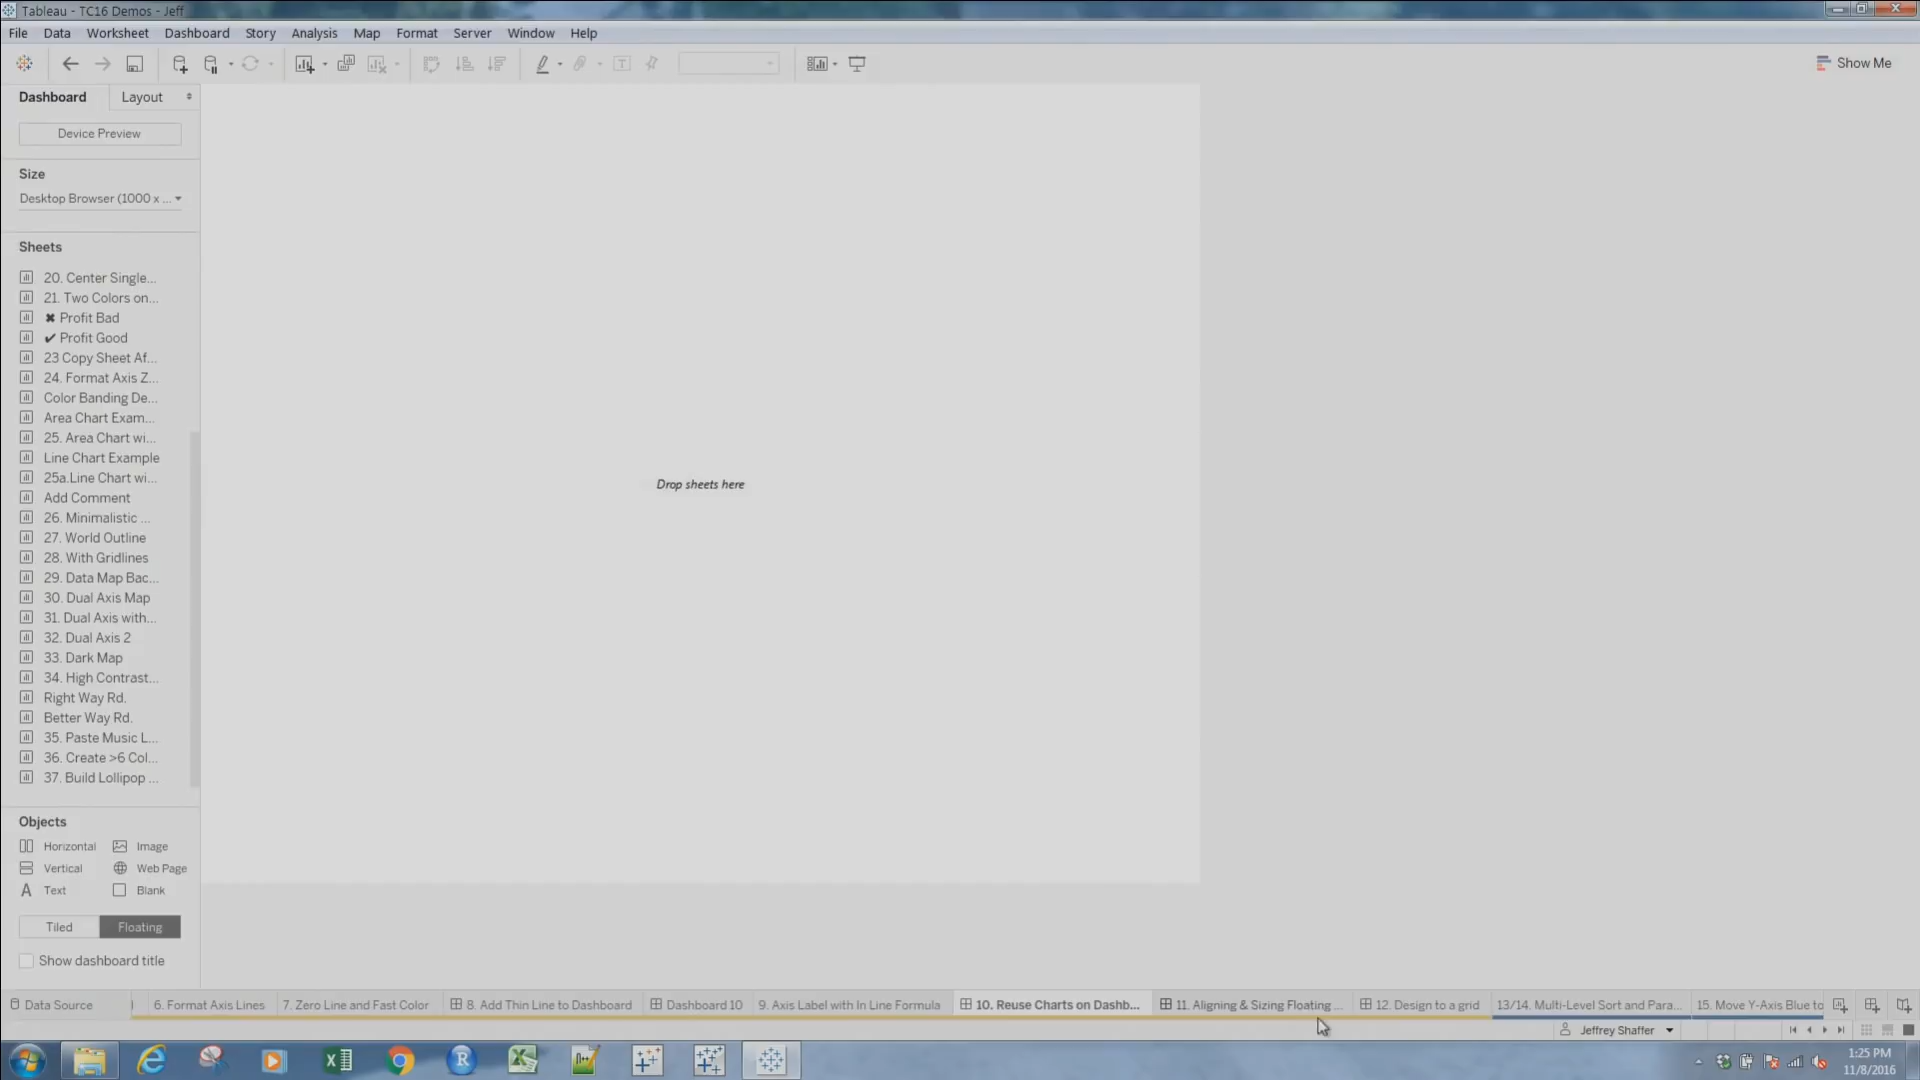 Tableau - TC16 Demos - Jeff
File Data Worksheet Dashboard Story Analysis Map Format Server Window Help
Show Me
Dashboard Layout
Device Preview
Size
Desktop Browser (1000 x ...
Sheets
20. Center Single...
21. Two Colors on...
✖ Profit Bad
✔ Profit Good
23 Copy Sheet Af...
24. Format Axis Z...
Color Banding De...
Area Chart Exam...
25. Area Chart wi...
Line Chart Example
25a.Line Chart wi...
Add Comment
26. Minimalistic ...
27. World Outline
28. With Gridlines
29. Data Map Bac...
30. Dual Axis Map
31. Dual Axis with...
32. Dual Axis 2
33. Dark Map
34. High Contrast...
Right Way Rd.
Better Way Rd.
35. Paste Music L...
36. Create >6 Col...
37. Build Lollipop ...
Drop sheets here
Objects
Horizontal Image
Vertical Web Page
Text Blank
Tiled Floating
Show dashboard title
Data Source 6. Format Axis Lines 7. Zero Line and Fast Color 8. Add Thin Line to Dashboard Dashboard 10 9. Axis Label with In Line Formula 10. Reuse Charts on Dashb... 11. Aligning & Sizing Floating ... 12. Design to a grid 13/14. Multi-Level Sort and Para... 15. Move Y-Axis Blue to
Jeffrey Shaffer
1:25 PM
11/8/2016